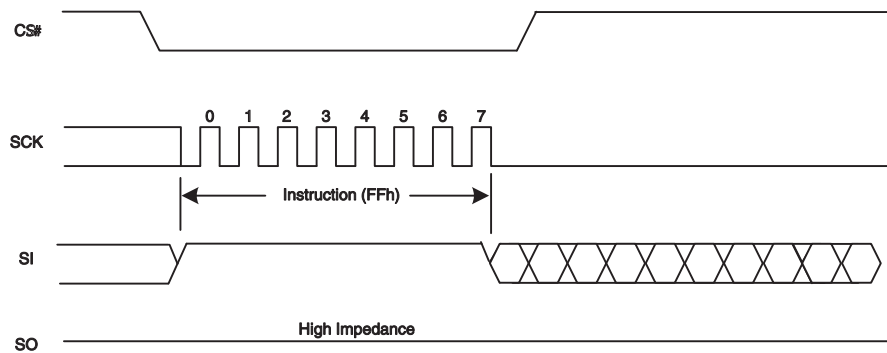 CS#
0 1 2 3 4 5 6 7
SCK
Instruction (FFh)
SI
High Impedance
SO